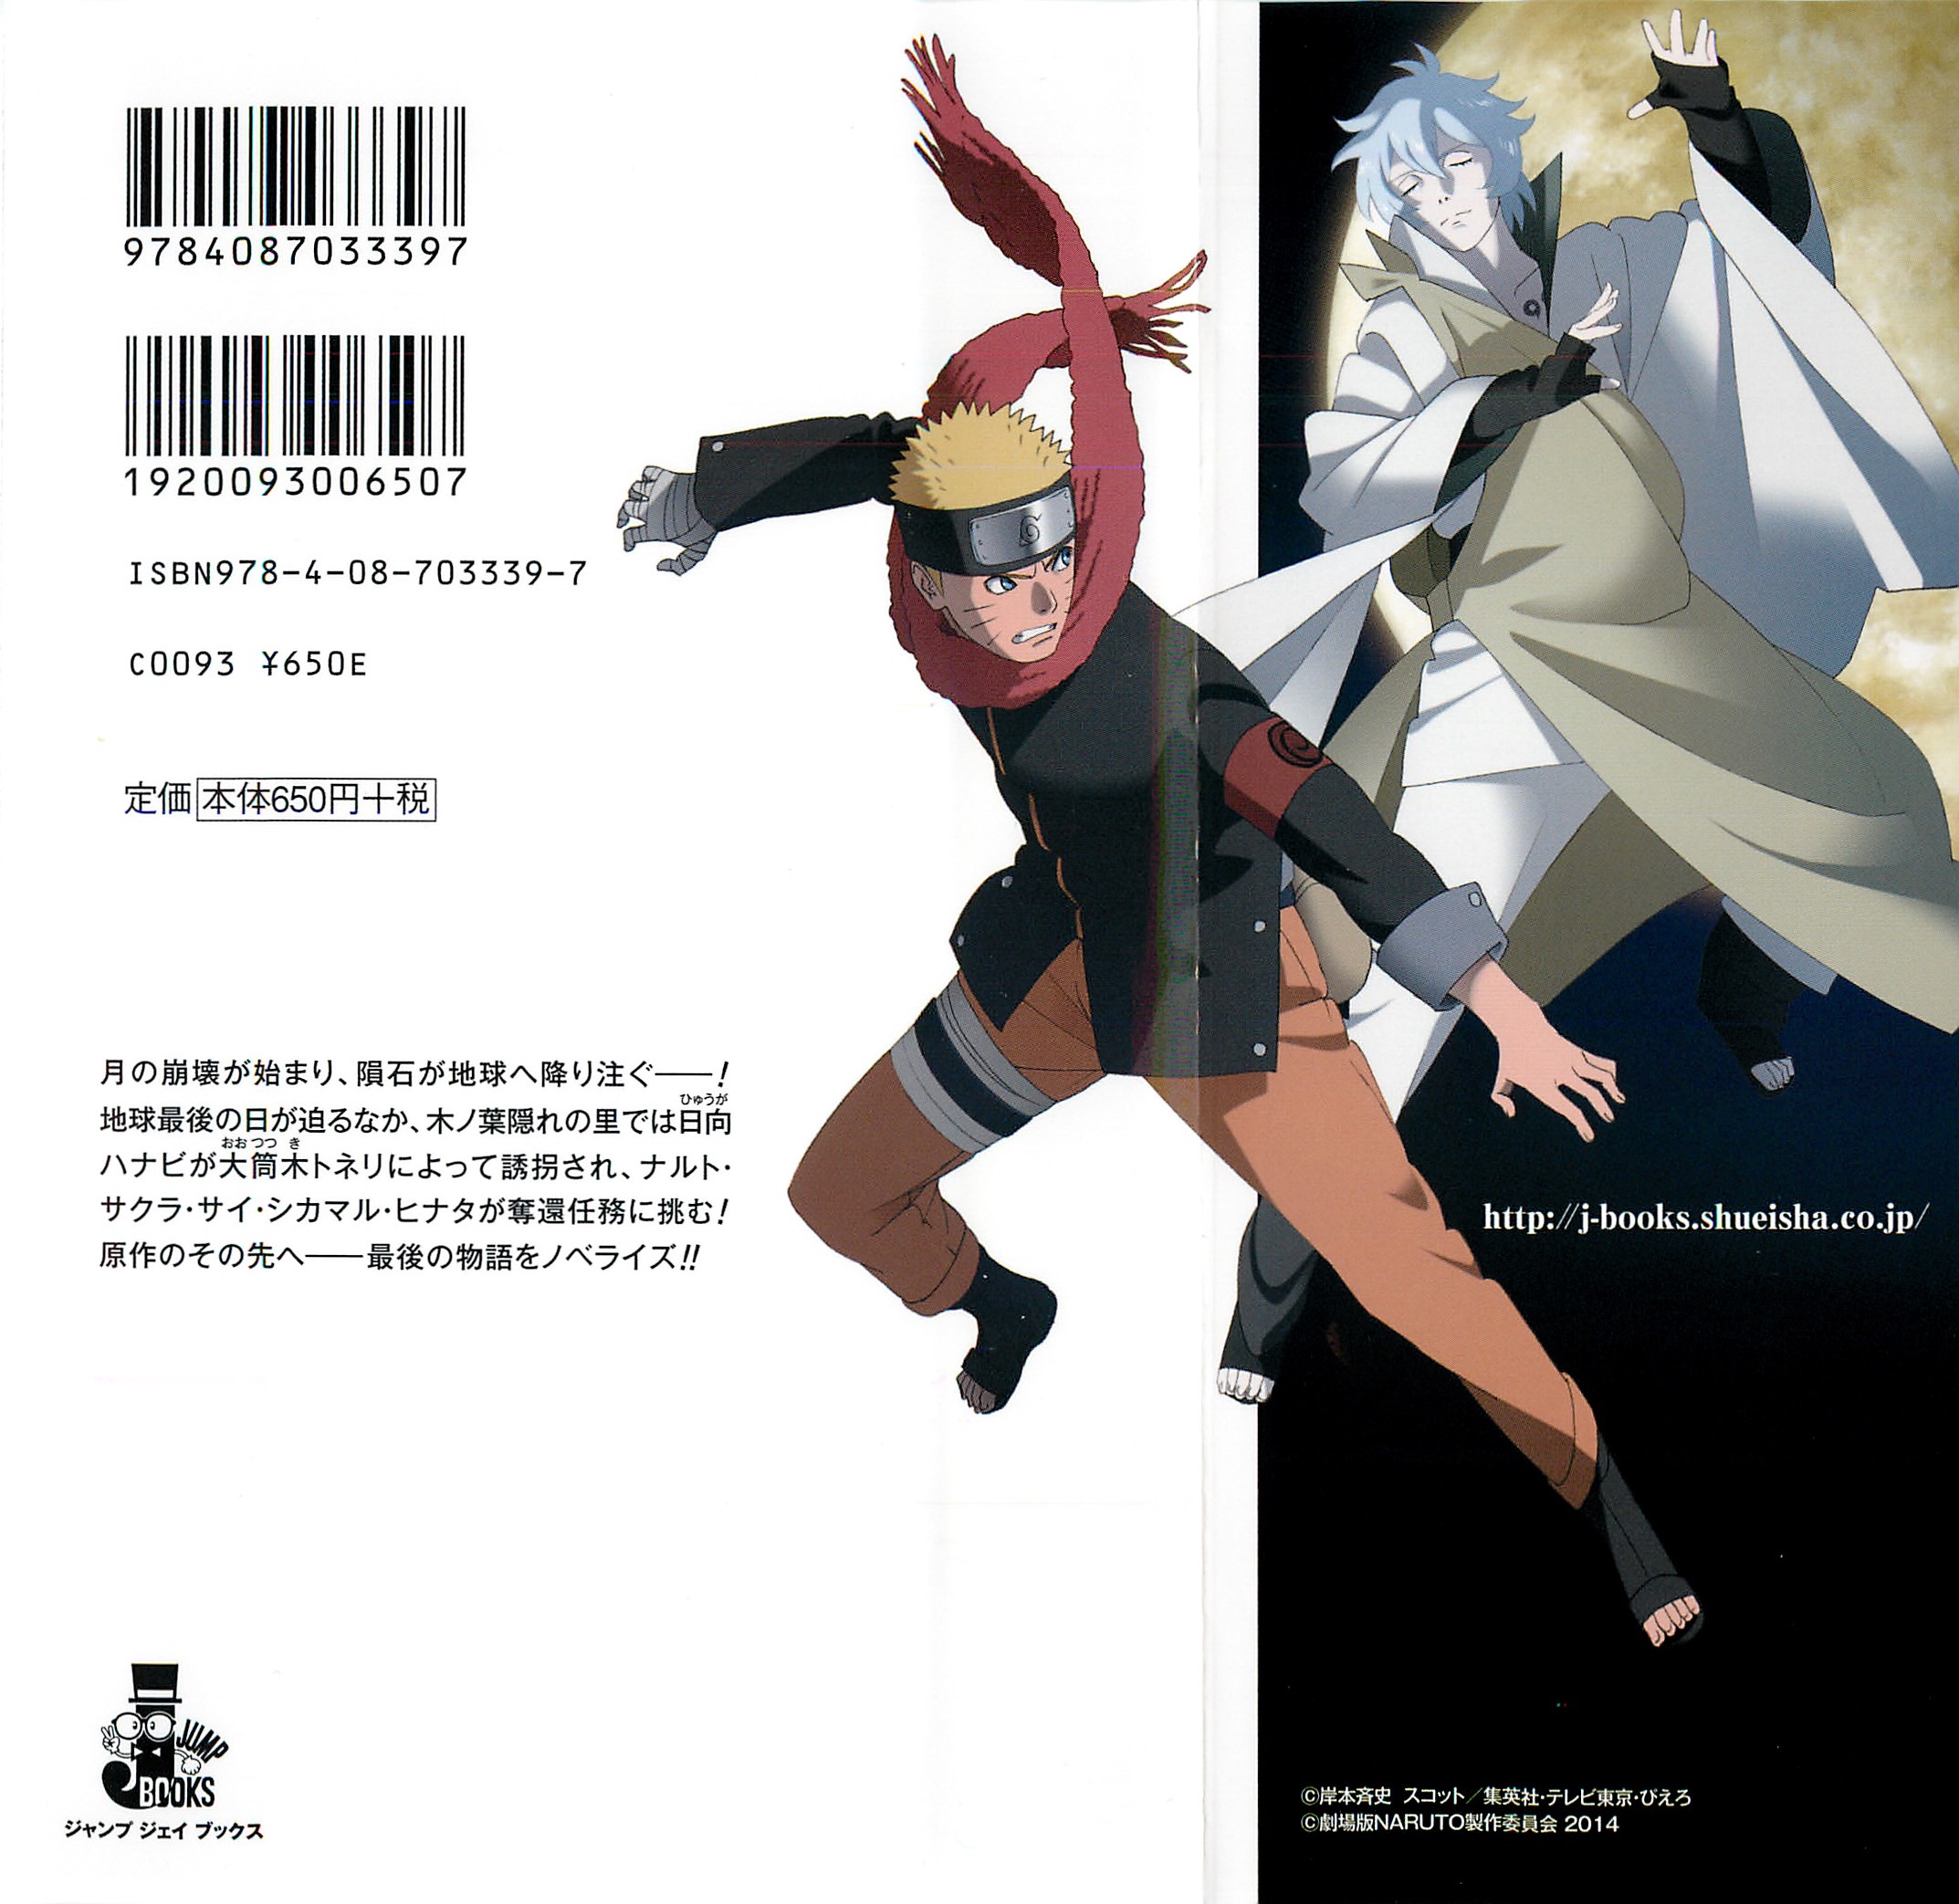 9784087033397
1920093006507
ISBN978-4-08-703339-7
C0093 ¥650E
定価 本体650円+税
月の崩壊が始まり、隕石が地球へ降り注ぐ――!
地球最後の日が迫るなか、木ノ葉隠れの里では日向
ひゅうが
ハナビが大筒木トネリによって誘拐され、ナルト・
おおつつき
サクラ・サイ・シカマル・ヒナタが奪還任務に挑む!
原作のその先へ――最後の物語をノベライズ!!
JUMP
J BOOKS
ジャンプ ジェイ ブックス
http://j-books.shueisha.co.jp/
©岸本斉史 スコット/集英社・テレビ東京・ぴえろ
©劇場版NARUTO製作委員会 2014